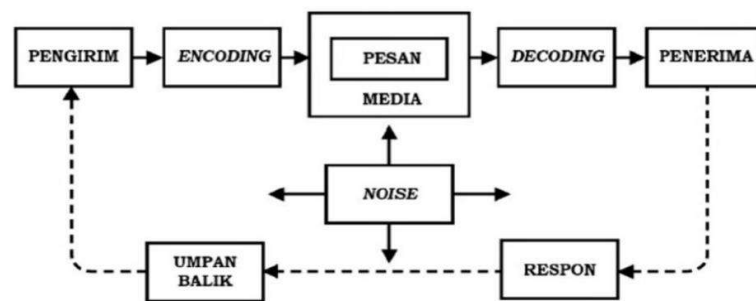 PENGIRIM
ENCODING
PESAN
MEDIA
DECODING
PENERIMA
NOISE
UMPAN
BALIK
RESPON